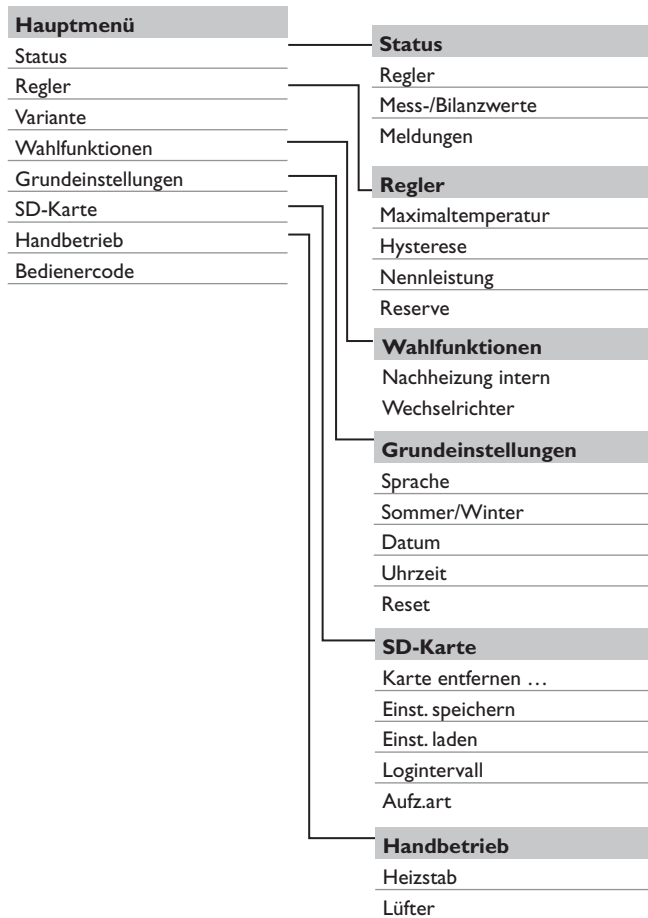 Hauptmenü
Status
Regler
Variante
Wahlfunktionen
Grundeinstellungen
SD-Karte
Handbetrieb
Bedienercode
Status
Regler
Mess-/Bilanzwerte
Meldungen
Regler
Maximaltemperatur
Hysterese
Nennleistung
Reserve
Wahlfunktionen
Nachheizung intern
Wechselrichter
Grundeinstellungen
Sprache
Sommer/Winter
Datum
Uhrzeit
Reset
SD-Karte
Karte entfernen …
Einst. speichern
Einst. laden
Logintervall
Aufz.art
Handbetrieb
Heizstab
Lüfter